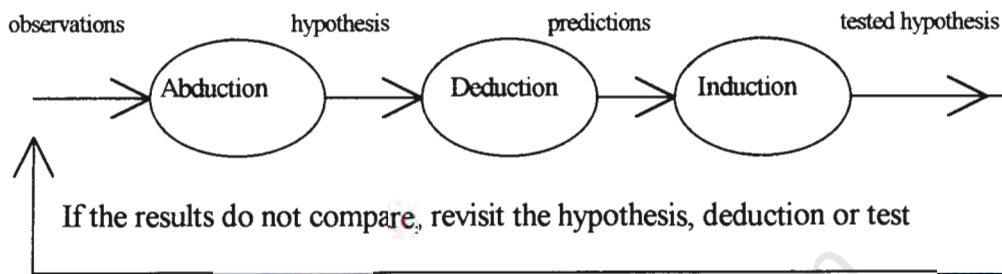 observations hypothesis predictions tested hypothesis
Abduction Deduction Induction
If the results do not compare, revisit the hypothesis, deduction or test